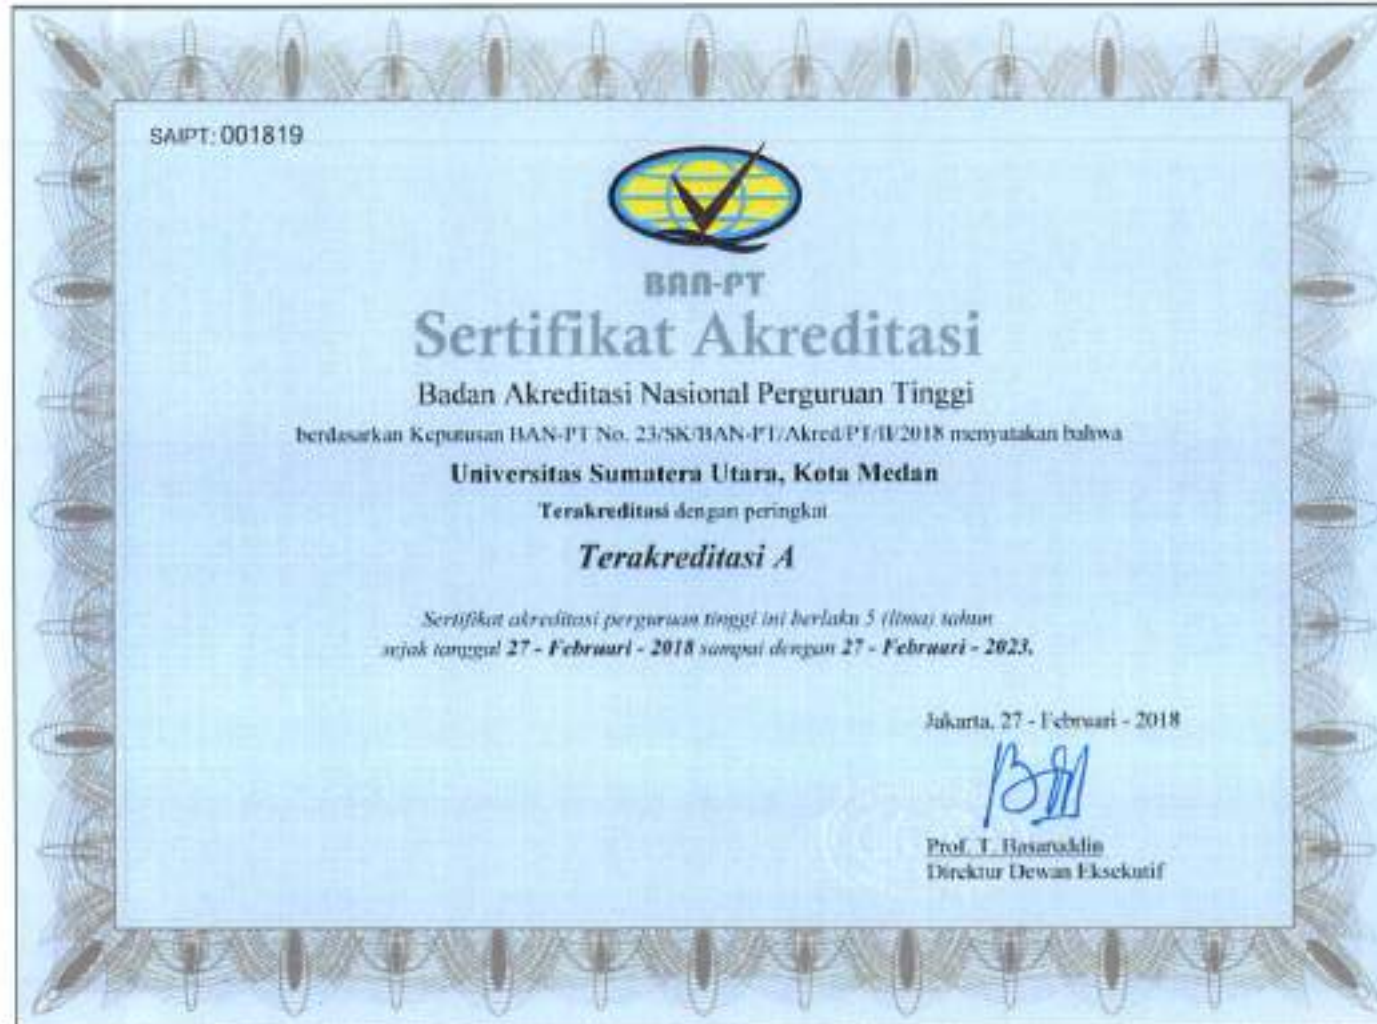 SAIPT: 001819
BAN-PT
Sertifikat Akreditasi
Badan Akreditasi Nasional Perguruan Tinggi
berdasarkan Keputusan BAN-PT No. 23/SK/BAN-PT/Akred/PT/II/2018 menyatakan bahwa
Universitas Sumatera Utara, Kota Medan
Terakreditasi dengan peringkat
Terakreditasi A
Sertifikat akreditasi perguruan tinggi ini berlaku 5 (lima) tahun
sejak tanggal 27 - Februari - 2018 sampai dengan 27 - Februari - 2023.
Jakarta, 27 - Februari - 2018
Prof. T. Basaruddin
Direktur Dewan Eksekutif